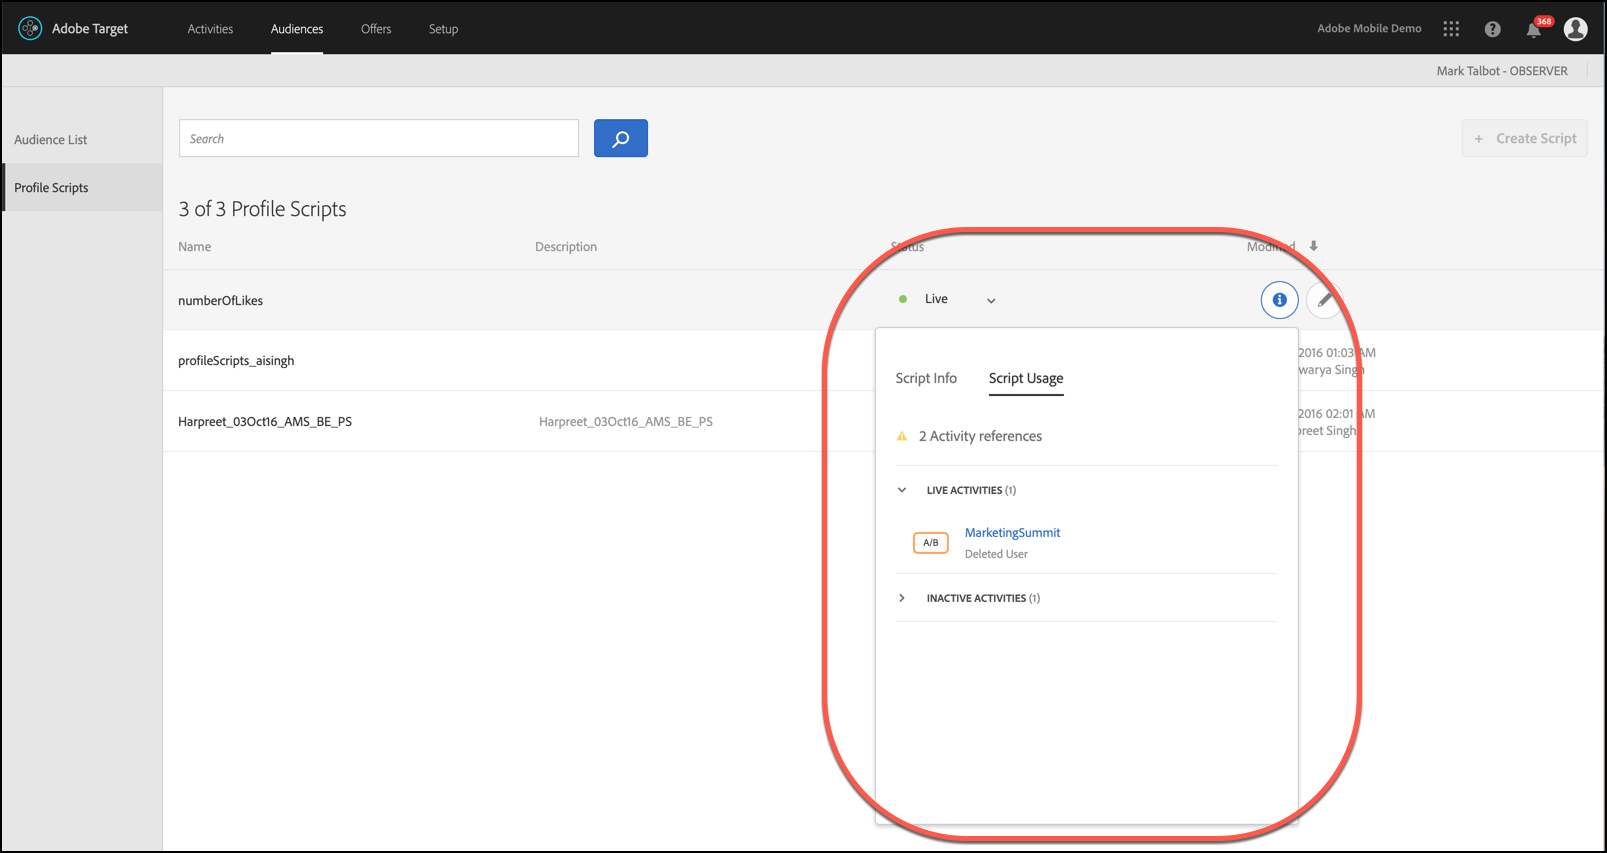 Adobe Target
Activities
Audiences
Offers
Setup
Adobe Mobile Demo
368
Mark Talbot - OBSERVER
Audience List
Profile Scripts
Search
+ Create Script
3 of 3 Profile Scripts
Name
Description
Status
Modified
numberOfLikes
Live
profileScripts_aisingh
2016 01:03 AM
warya Singh
Harpreet_03Oct16_AMS_BE_PS
Harpreet_03Oct16_AMS_BE_PS
2016 02:01 AM
preet Singh
Script Info
Script Usage
2 Activity references
LIVE ACTIVITIES (1)
A/B
MarketingSummit
Deleted User
INACTIVE ACTIVITIES (1)